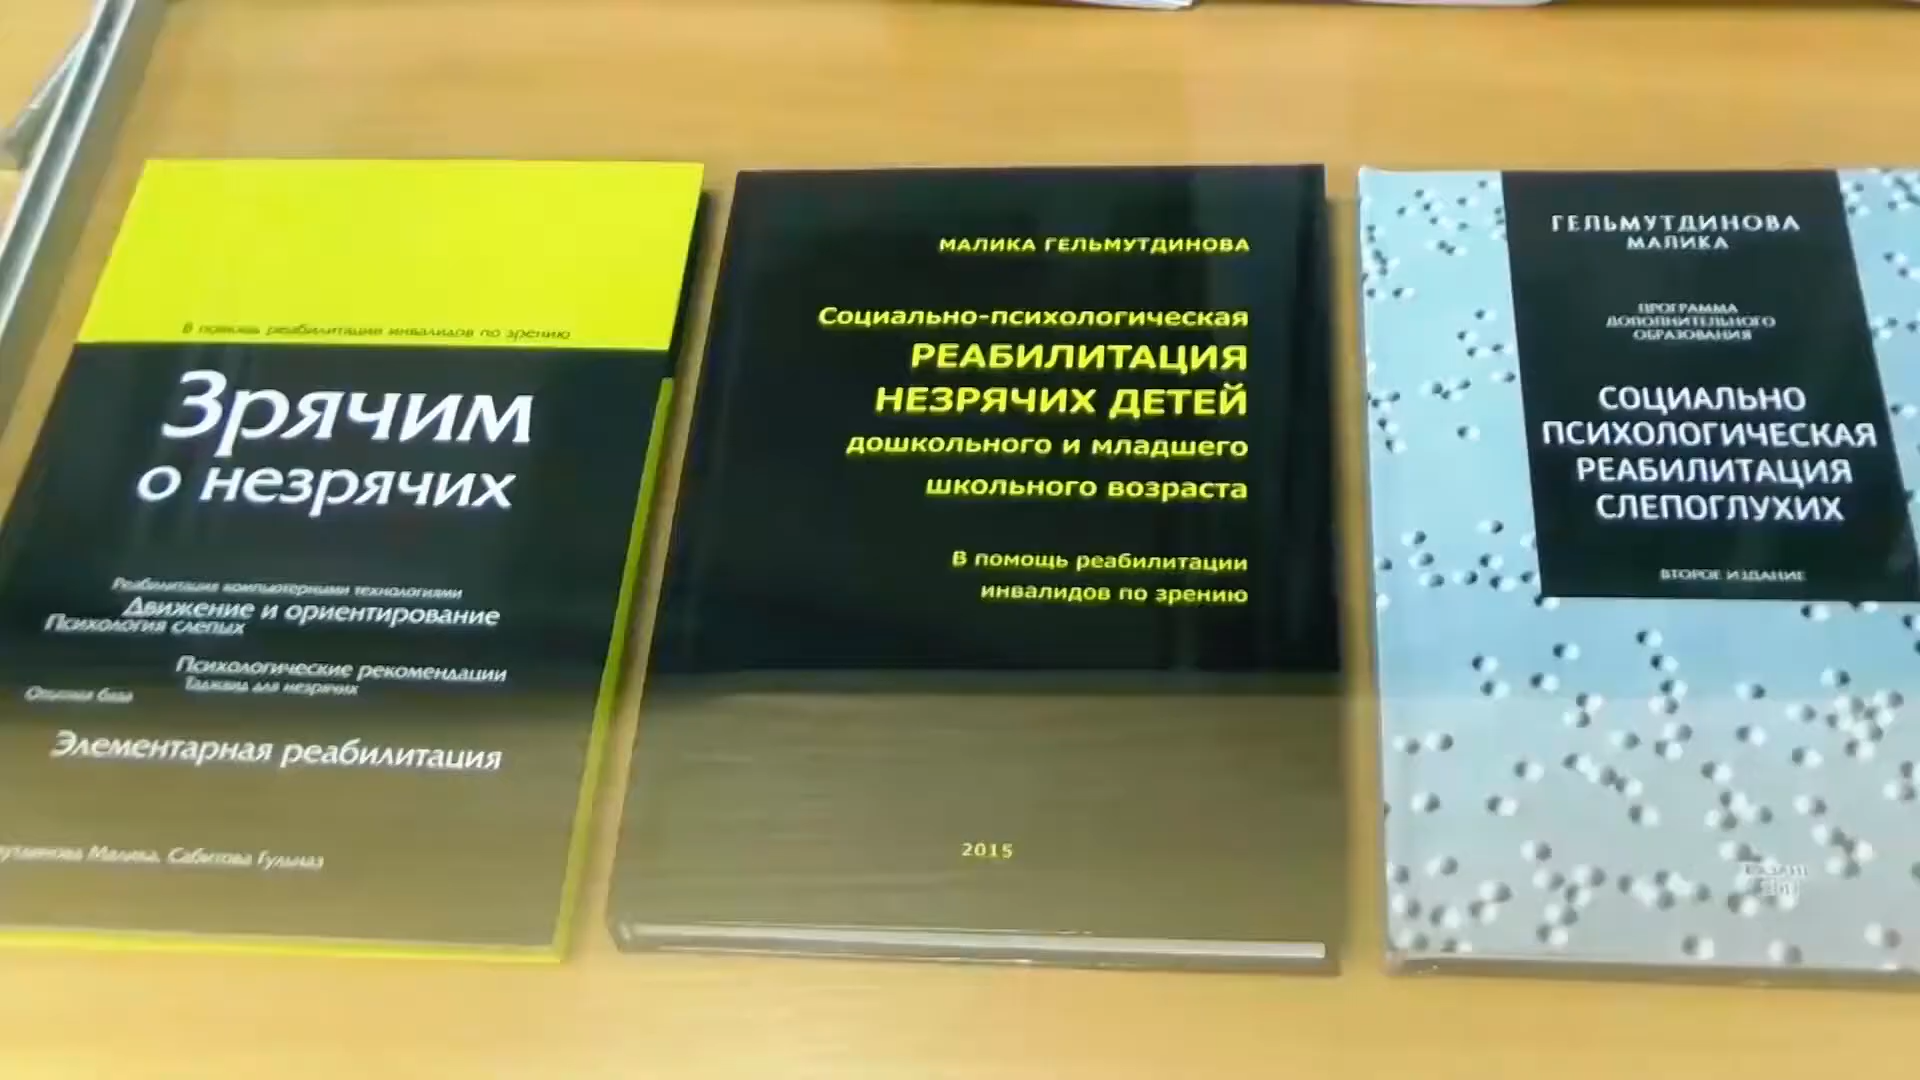 В помощь реабилитации инвалидов по зрению
Зрячим
о незрячих
Реабилитация компьютерными технологиями
Движение и ориентирование
Психология слепых
Психологические рекомендации
Таджвид для незрячих
Элементарная реабилитация
Малика, Сабитова Гульназ
МАЛИКА ГЕЛЬМУТДИНОВА
Социально-психологическая
РЕАБИЛИТАЦИЯ
НЕЗРЯЧИХ ДЕТЕЙ
дошкольного и младшего
школьного возраста
В помощь реабилитации
инвалидов по зрению
2015
ГЕЛЬМУТДИНОВА
МАЛИКА
ПРОГРАММА
ДОПОЛНИТЕЛЬНОГО
ОБРАЗОВАНИЯ
СОЦИАЛЬНО
ПСИХОЛОГИЧЕСКАЯ
РЕАБИЛИТАЦИЯ
СЛЕПОГЛУХИХ
ВТОРОЕ ИЗДАНИЕ